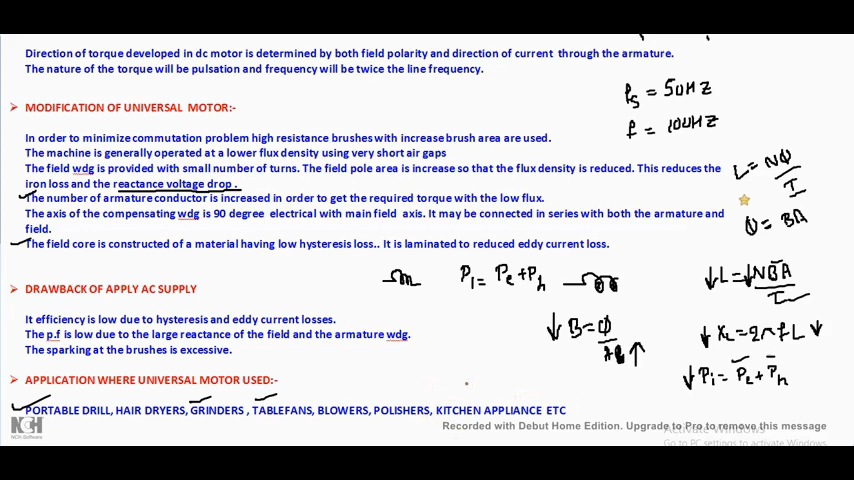 Direction of torque developed in dc motor is determined by both field polarity and direction of current through the armature.
The nature of the torque will be pulsation and frequency will be twice the line frequency.
fs = 50HZ
f = 100HZ
➤ MODIFICATION OF UNIVERSAL MOTOR:-
In order to minimize commutation problem high resistance brushes with increase brush area are used.
The machine is generally operated at a lower flux density using very short air gaps
The field wdg is provided with small number of turns. The field pole area is increase so that the flux density is reduced. This reduces the
iron loss and the reactance voltage drop .
The number of armature conductor is increased in order to get the required torque with the low flux.
The axis of the compensating wdg is 90 degree electrical with main field axis. It may be connected in series with both the armature and
field.
The field core is constructed of a material having low hysteresis loss.. It is laminated to reduced eddy current loss.
L = NΦ/I
Φ = BA
Pi = Pe + Ph
↓L = ↓NBA/I
➤ DRAWBACK OF APPLY AC SUPPLY
It efficiency is low due to hysteresis and eddy current losses.
The p.f is low due to the large reactance of the field and the armature wdg.
The sparking at the brushes is excessive.
↓B = Φ/
↓XL = 2πfL↓
↓Pi = Pe + Ph
➤ APPLICATION WHERE UNIVERSAL MOTOR USED:-
PORTABLE DRILL, HAIR DRYERS, GRINDERS , TABLEFANS, BLOWERS, POLISHERS, KITCHEN APPLIANCE ETC
NCH
NCH Software
Recorded with Debut Home Edition. Upgrade to Pro to remove this message
Activate Windows
Go to PC settings to activate Windows.